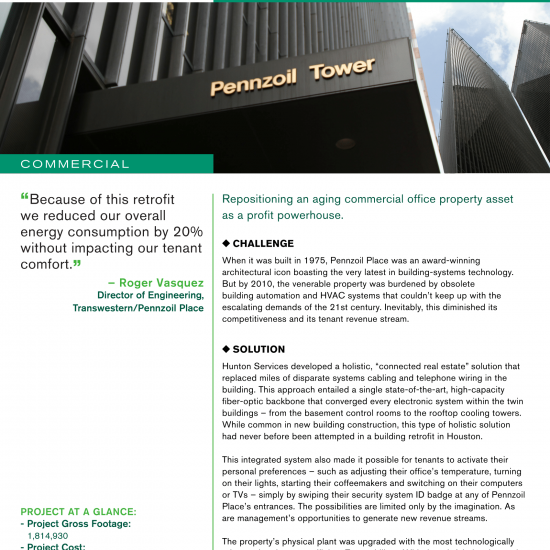 Pennzoil Tower
COMMERCIAL
“Because of this retrofit
we reduced our overall
energy consumption by 20%
without impacting our tenant
comfort.”
– Roger Vasquez
Director of Engineering,
Transwestern/Pennzoil Place
PROJECT AT A GLANCE:
- Project Gross Footage:
1,814,930
- Project Cost:
Repositioning an aging commercial office property asset
as a profit powerhouse.
◆ CHALLENGE
When it was built in 1975, Pennzoil Place was an award-winning
architectural icon boasting the very latest in building-systems technology.
But by 2010, the venerable property was burdened by obsolete
building automation and HVAC systems that couldn’t keep up with the
escalating demands of the 21st century. Inevitably, this diminished its
competitiveness and its tenant revenue stream.
◆ SOLUTION
Hunton Services developed a holistic, “connected real estate” solution that
replaced miles of disparate systems cabling and telephone wiring in the
building. This approach entailed a single state-of-the-art, high-capacity
fiber-optic backbone that converged every electronic system within the twin
buildings – from the basement control rooms to the rooftop cooling towers.
While common in new building construction, this type of holistic solution
had never before been attempted in a building retrofit in Houston.
This integrated system also made it possible for tenants to activate their
personal preferences – such as adjusting their office’s temperature, turning
on their lights, starting their coffeemakers and switching on their computers
or TVs – simply by swiping their security system ID badge at any of Pennzoil
Place’s entrances. The possibilities are limited only by the imagination. As
are management’s opportunities to generate new revenue streams.
The property’s physical plant was upgraded with the most technologically